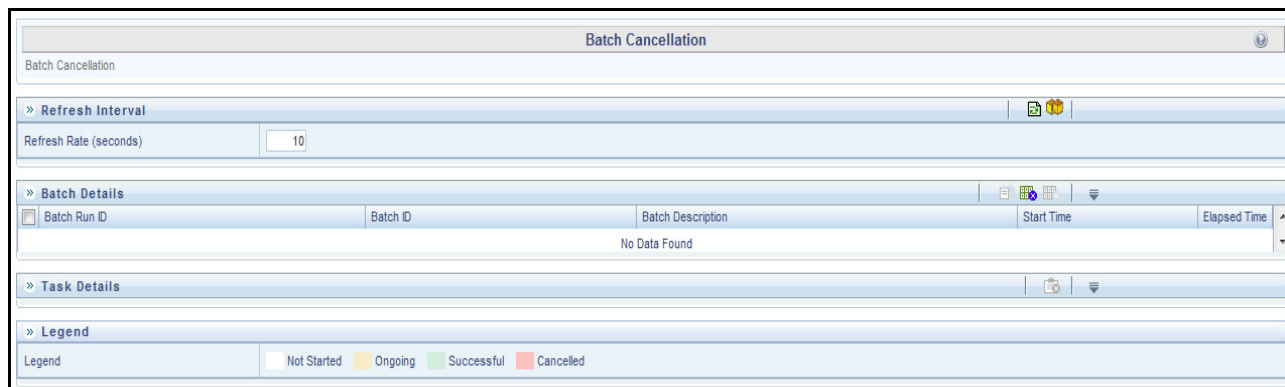 Batch Cancellation
Batch Cancellation
» Refresh Interval
Refresh Rate (seconds) 10
» Batch Details
Batch Run ID Batch ID Batch Description Start Time Elapsed Time
No Data Found
» Task Details
» Legend
Legend Not Started Ongoing Successful Cancelled